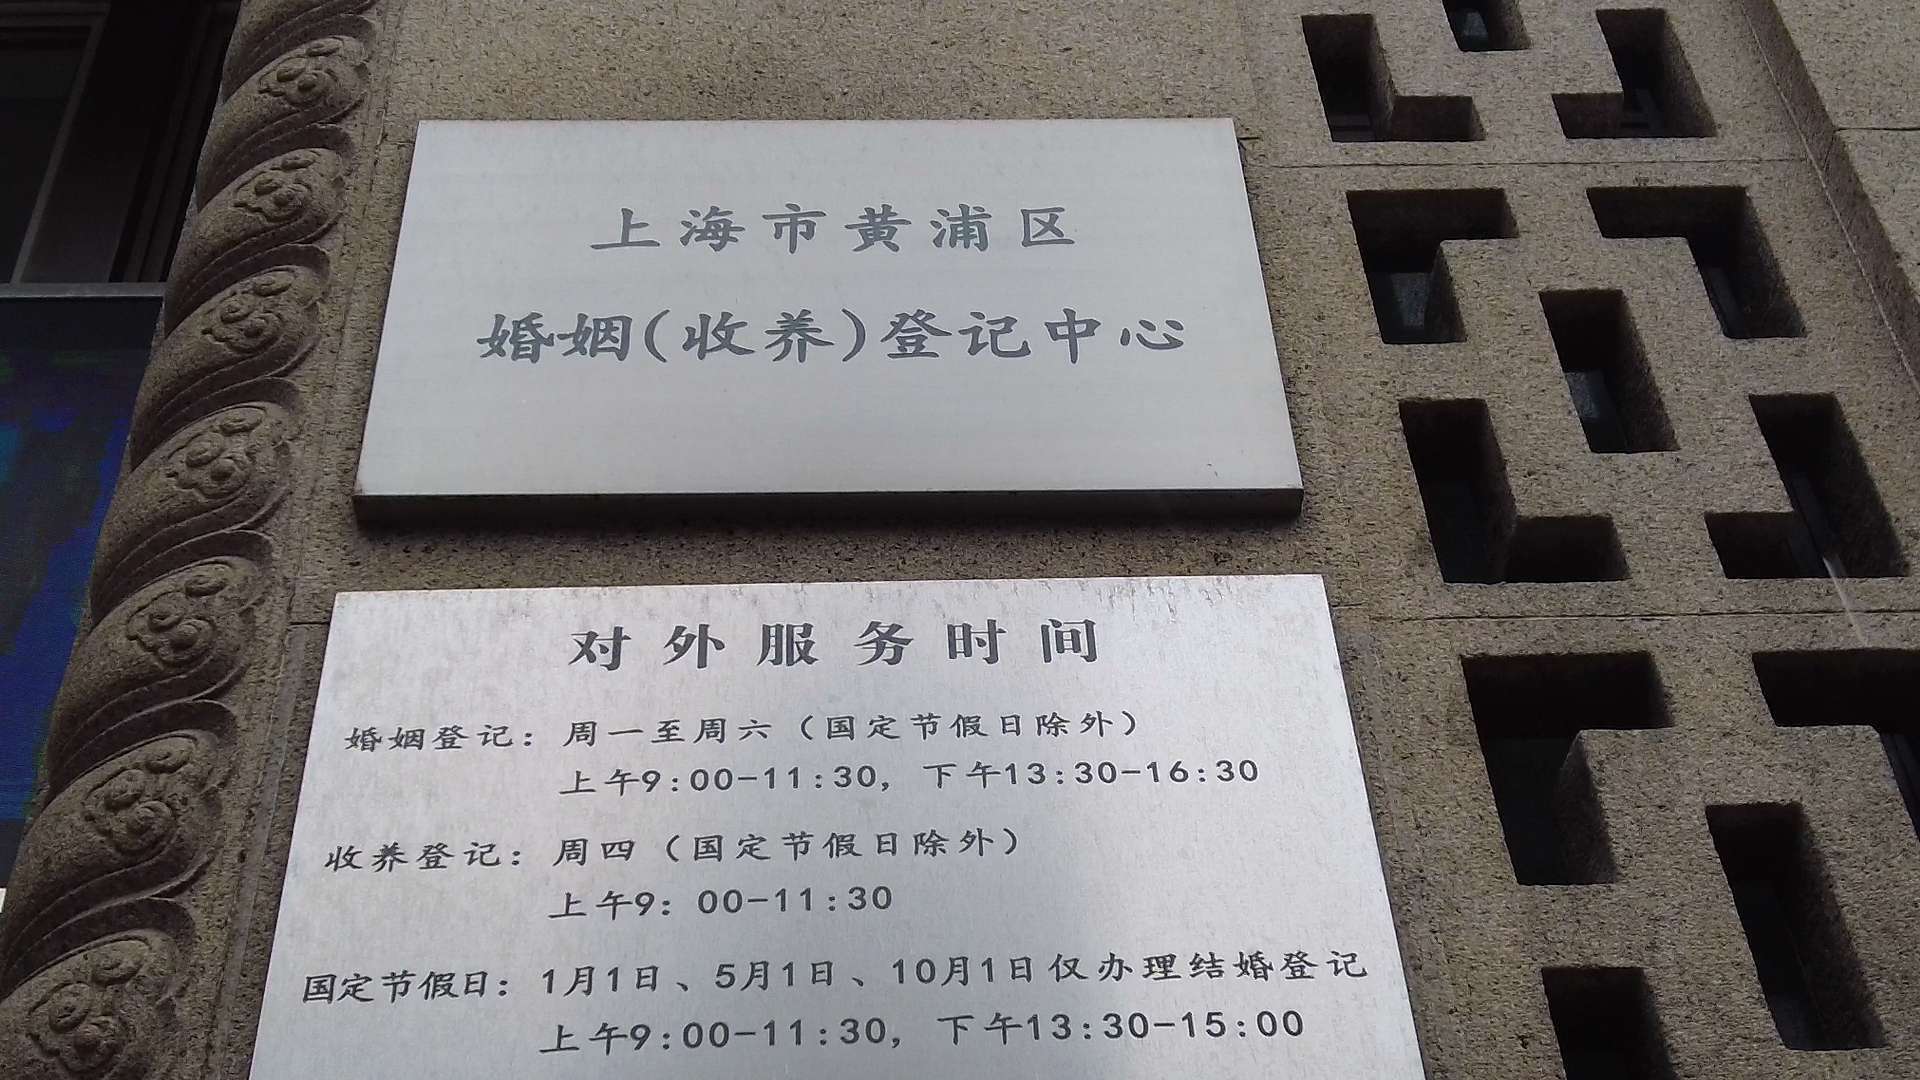 上海市黄浦区
婚姻(收养)登记中心
对外服务时间
婚姻登记：周一至周六（国定节假日除外）
上午9:00-11:30，下午13:30-16:30
收养登记：周四（国定节假日除外）
上午9：00-11:30
国定节假日：1月1日、5月1日、10月1日仅办理结婚登记
上午9:00-11:30，下午13:30-15:00